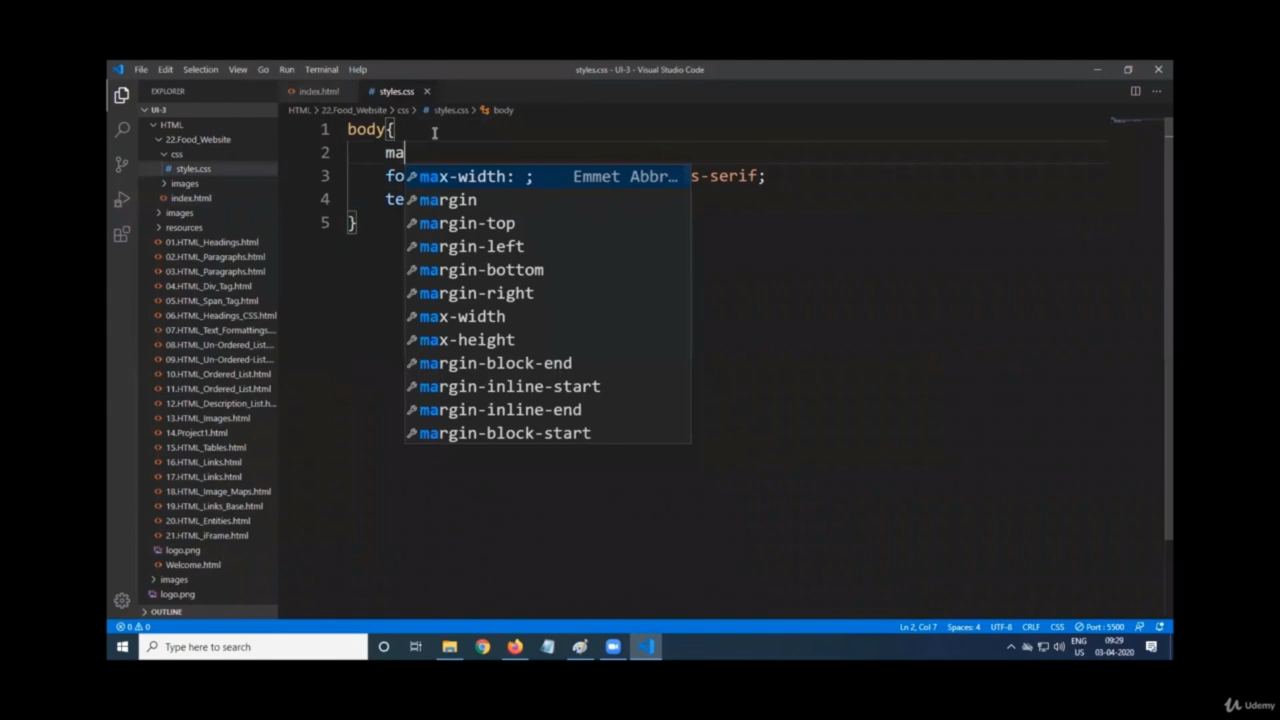 File Edit Selection View Go Run Terminal Help
styles.css - UI-3 - Visual Studio Code
EXPLORER
index.html
# styles.css
UI-3
HTML > 22.Food_Website > css > # styles.css > body
HTML
22.Food_Website
css
# styles.css
images
index.html
images
resources
01.HTML_Headings.html
02.HTML_Paragraphs.html
03.HTML_Paragraphs.html
04.HTML_Div_Tag.html
05.HTML_Span_Tag.html
06.HTML_Headings_CSS.html
07.HTML_Text_Formattings....
08.HTML_Un-Ordered_List....
09.HTML_Un-Ordered-List....
10.HTML_Ordered_List.html
11.HTML_Ordered_List.html
12.HTML_Description_List.h...
13.HTML_Images.html
14.Project1.html
15.HTML_Tables.html
16.HTML_Links.html
17.HTML_Links.html
18.HTML_Image_Maps.html
19.HTML_Links_Base.html
20.HTML_Entities.html
21.HTML_iFrame.html
logo.png
Welcome.html
images
logo.png
OUTLINE
1 body{
2 ma
3 fo s-serif;
4 te
5 }
max-width: ; Emmet Abbr...
margin
margin-top
margin-left
margin-bottom
margin-right
max-width
max-height
margin-block-end
margin-inline-start
margin-inline-end
margin-block-start
0 0
Ln 2, Col 7 Spaces: 4 UTF-8 CRLF CSS Port : 5500
Type here to search
ENG
US
09:29
03-04-2020
Udemy